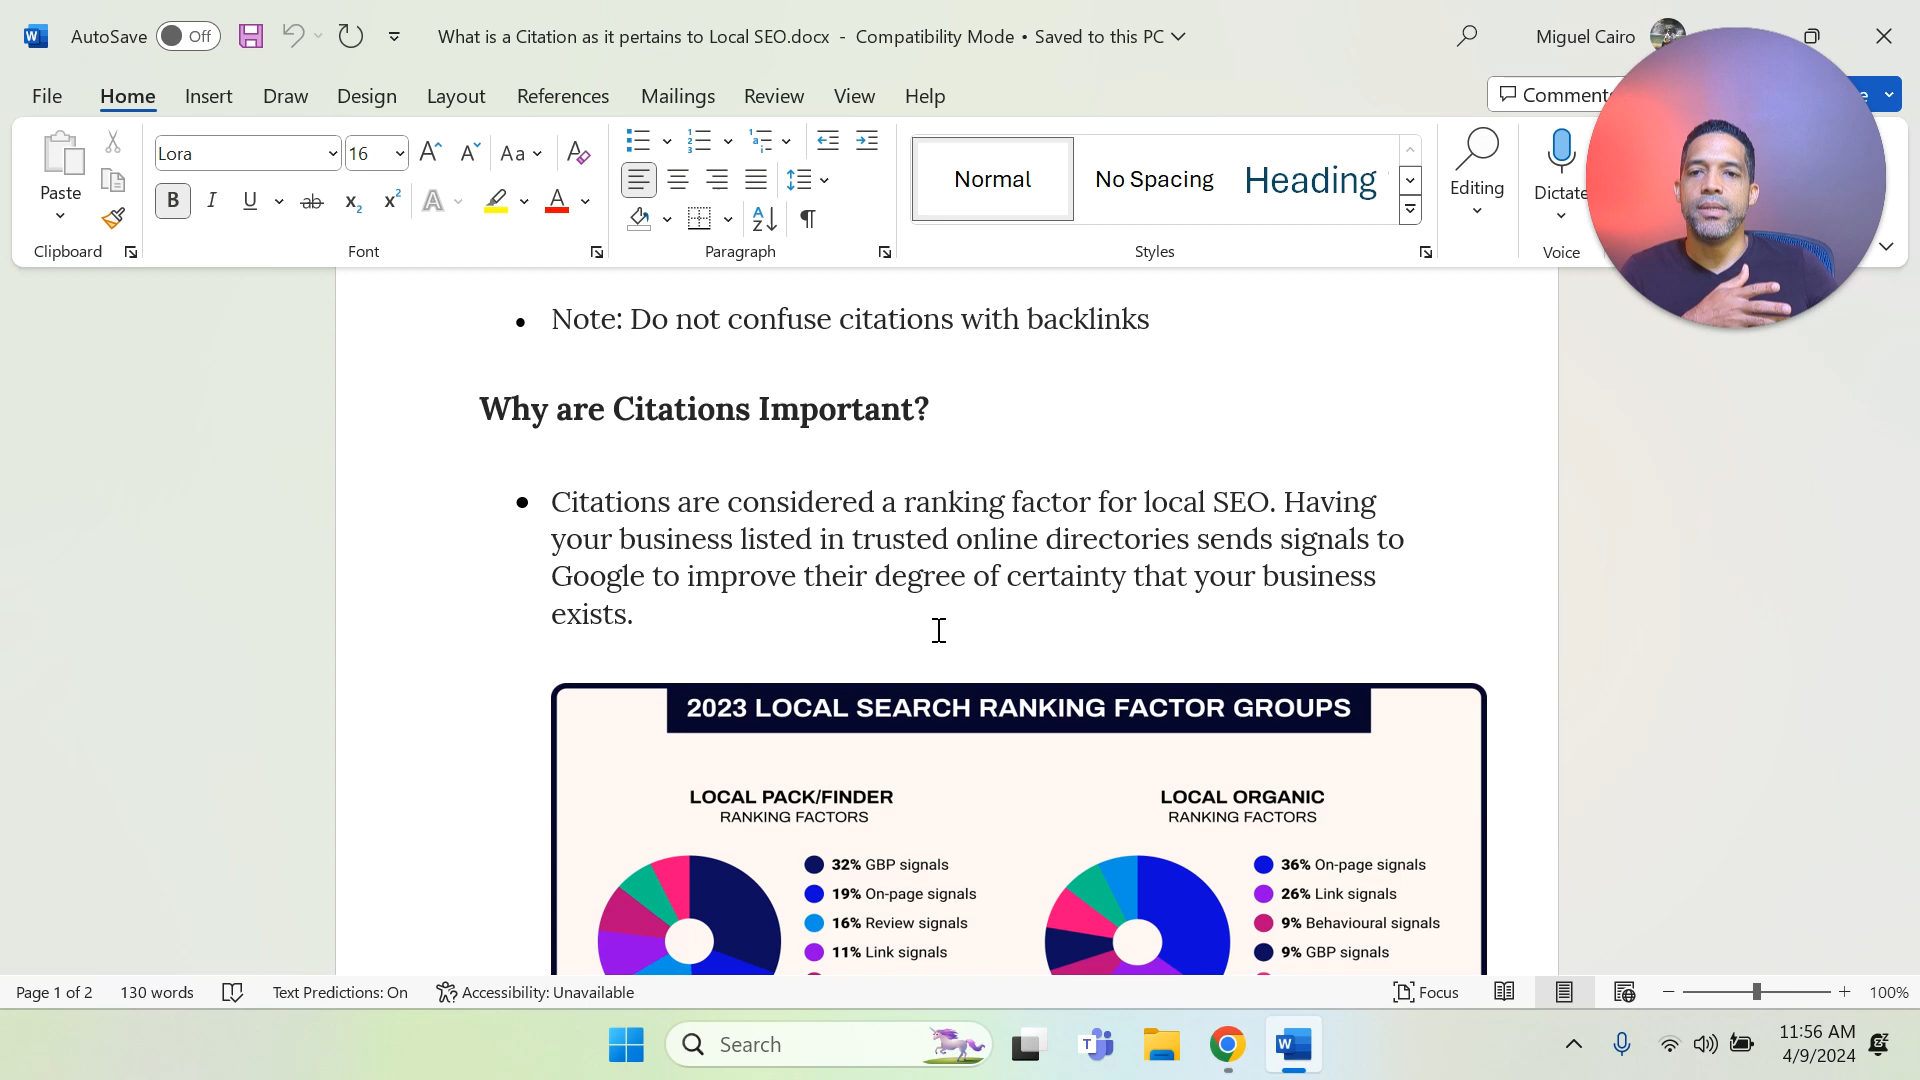 AutoSave Off What is a Citation as it pertains to Local SEO.docx - Compatibility Mode • Saved to this PC Miguel Cairo
File Home Insert Draw Design Layout References Mailings Review View Help
Paste
Clipboard
Lora 16
Aa
B I U ab x₂ x² A A
Font
Paragraph
Normal
No Spacing
Heading
Styles
Editing
Dictate
Voice
Note: Do not confuse citations with backlinks
Why are Citations Important?
Citations are considered a ranking factor for local SEO. Having
your business listed in trusted online directories sends signals to
Google to improve their degree of certainty that your business
exists.
2023 LOCAL SEARCH RANKING FACTOR GROUPS
LOCAL PACK/FINDER
RANKING FACTORS
32% GBP signals
19% On-page signals
16% Review signals
11% Link signals
LOCAL ORGANIC
RANKING FACTORS
36% On-page signals
26% Link signals
9% Behavioural signals
9% GBP signals
Page 1 of 2 130 words Text Predictions: On Accessibility: Unavailable Focus 100%
Search
11:56 AM
4/9/2024